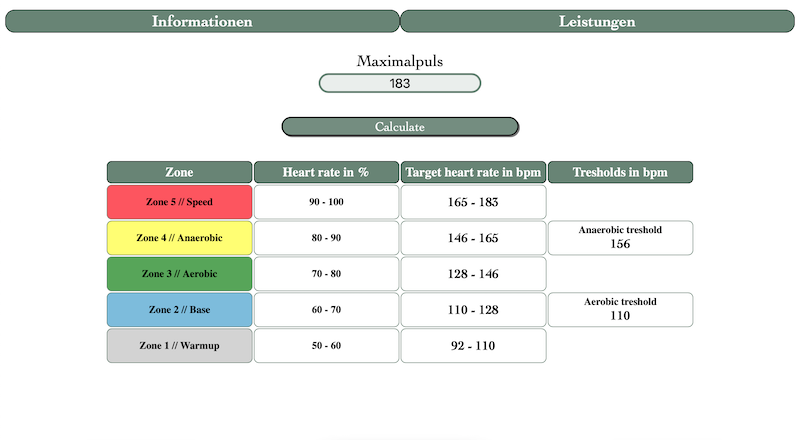 Informationen
Leistungen
Maximalpuls
183
Calculate
Zone Heart rate in % Target heart rate in bpm Tresholds in bpm
Zone 5 // Speed 90 - 100 165 - 183
Zone 4 // Anaerobic 80 - 90 146 - 165 Anaerobic treshold
156
Zone 3 // Aerobic 70 - 80 128 - 146
Zone 2 // Base 60 - 70 110 - 128 Aerobic treshold
110
Zone 1 // Warmup 50 - 60 92 - 110